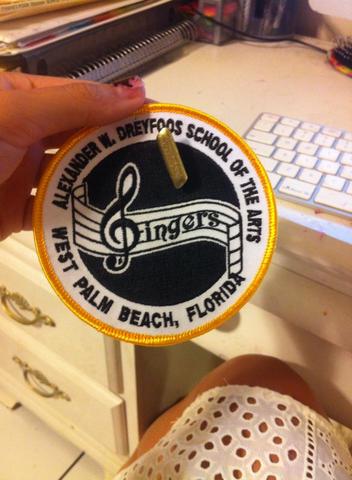 ALEXANDER W. DREYFOOS SCHOOL OF THE ARTS
Singers
WEST PALM BEACH, FLORIDA